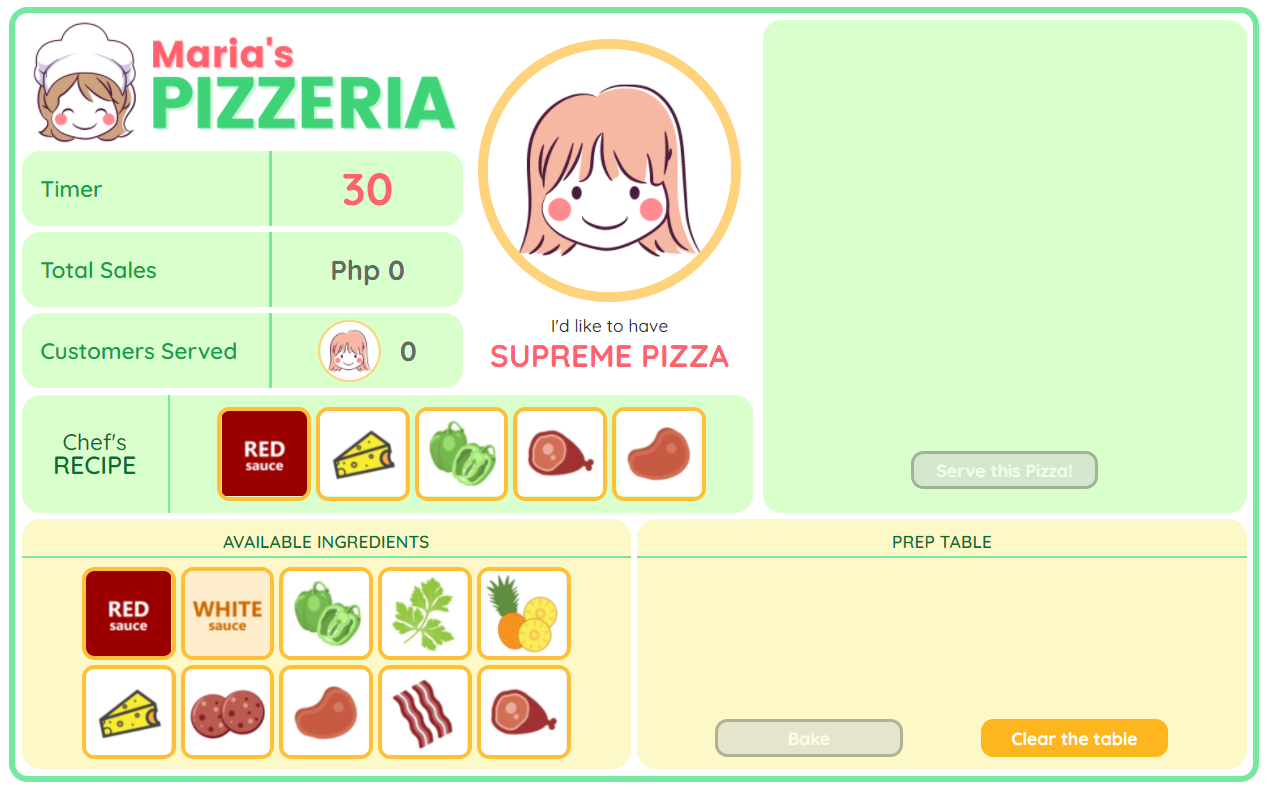 Maria's
PIZZERIA
Timer
30
Total Sales
Php 0
Customers Served
0
I'd like to have
SUPREME PIZZA
Chef's
RECIPE
RED
sauce
Serve this Pizza!
AVAILABLE INGREDIENTS
RED
sauce
WHITE
sauce
PREP TABLE
Bake
Clear the table